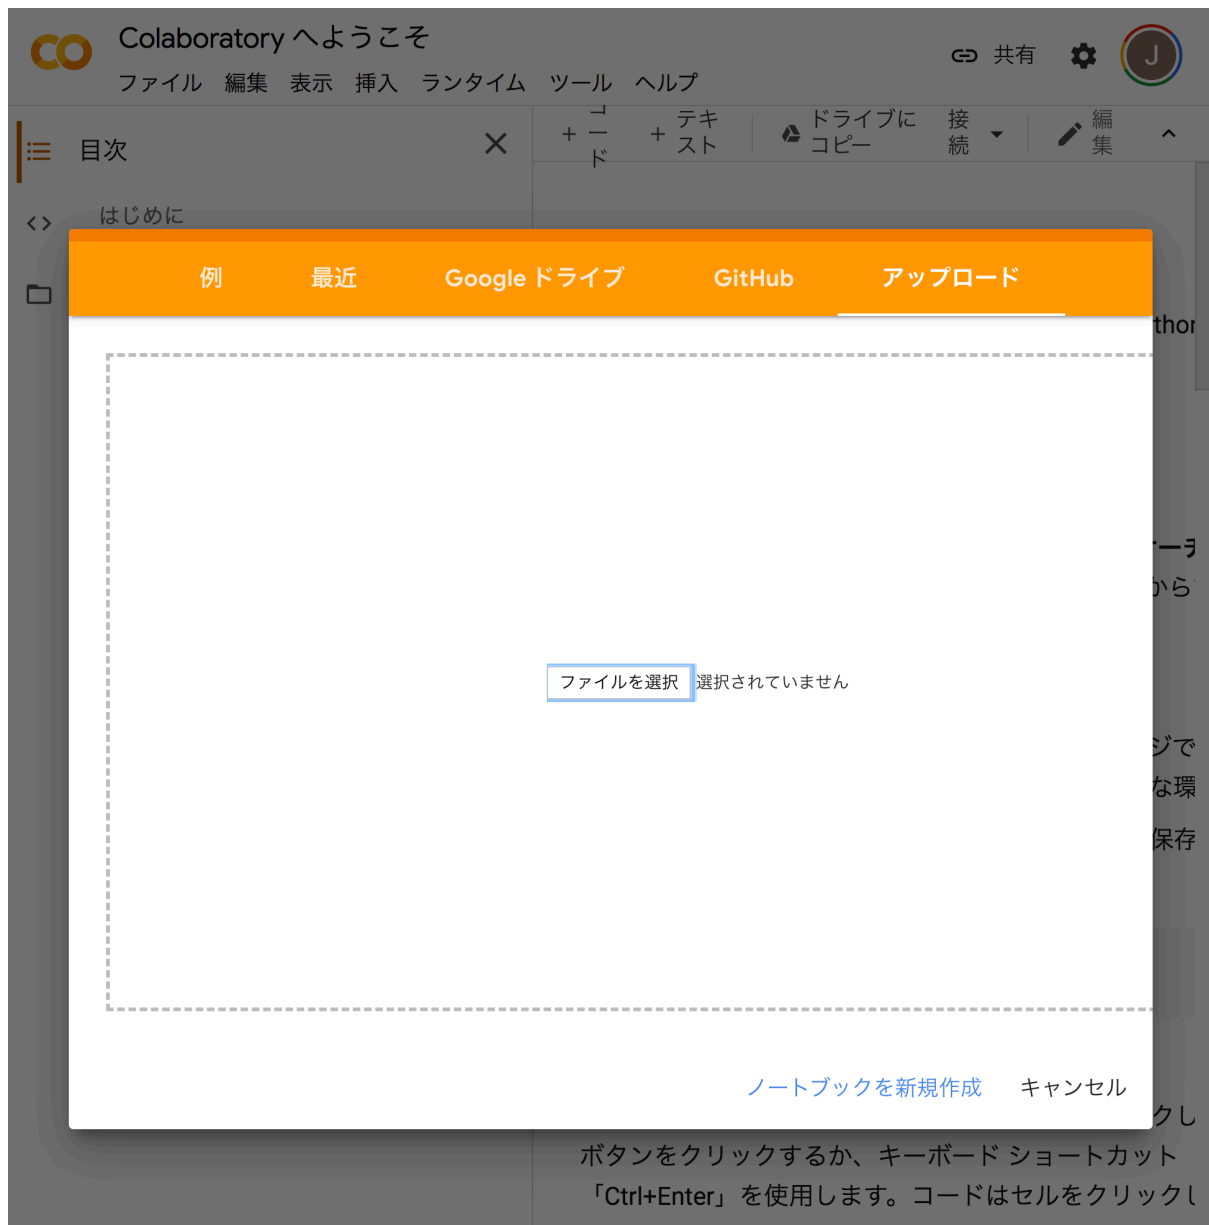 Colaboratory へようこそ
ファイル 編集 表示 挿入 ランタイム ツール ヘルプ
共有
J
目次
+ コード
+ テキスト
ドライブにコピー
接続
編集
はじめに
例 最近 Google ドライブ GitHub アップロード
ファイルを選択 選択されていません
から
ジで
な環
保存
ノートブックを新規作成 キャンセル
クし
ボタンをクリックするか、キーボード ショートカット
「Ctrl+Enter」を使用します。コードはセルをクリックし